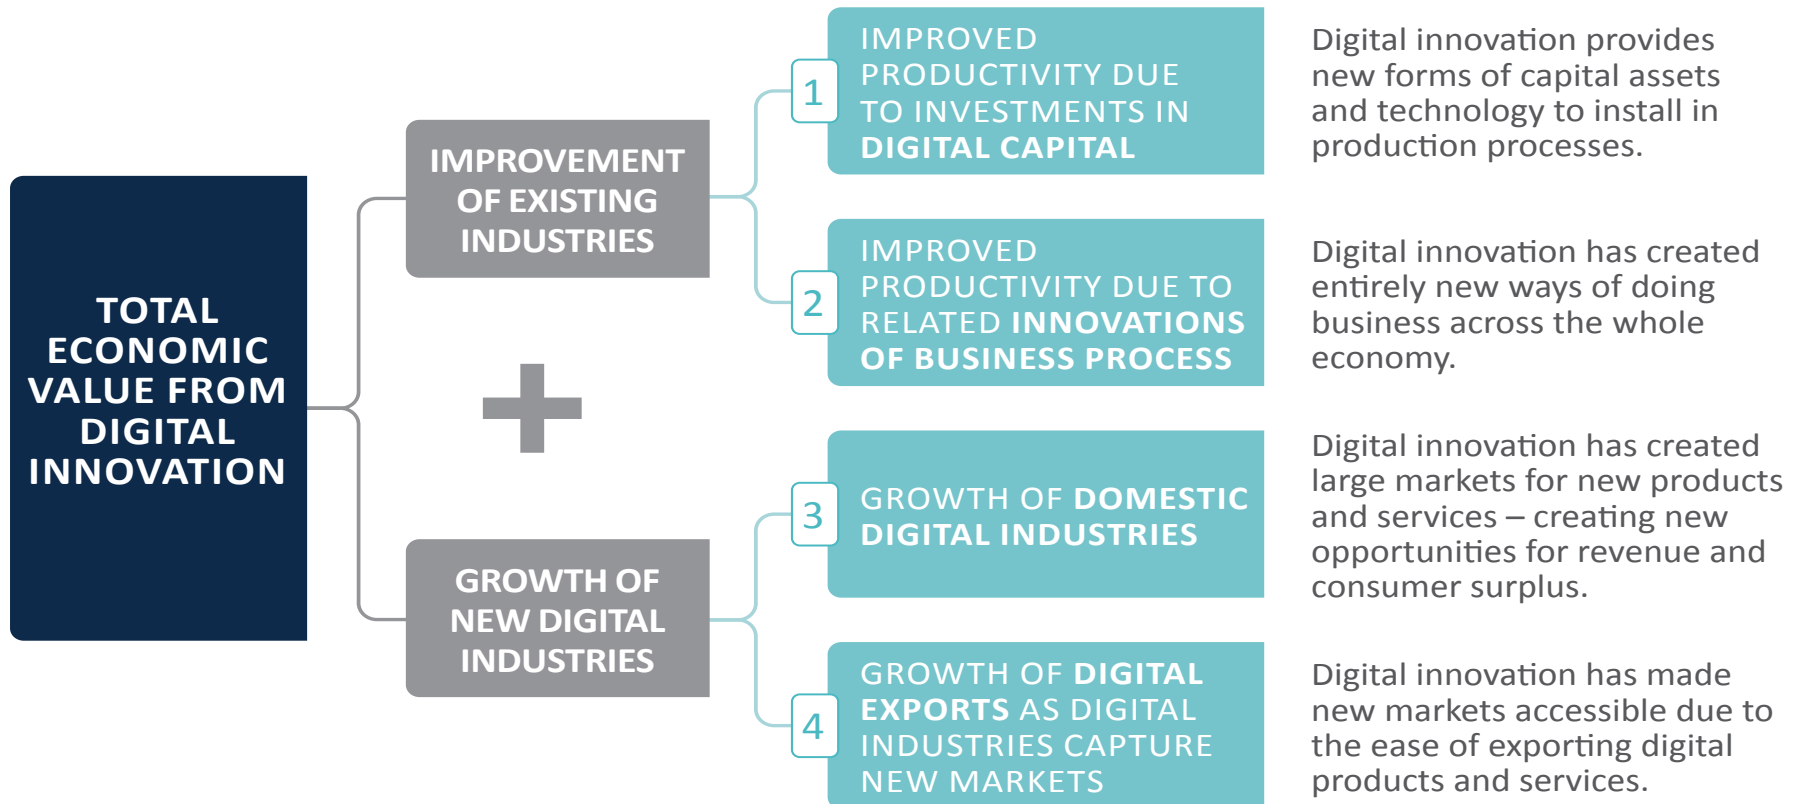 TOTAL
ECONOMIC
VALUE FROM
DIGITAL
INNOVATION
IMPROVEMENT
OF EXISTING
INDUSTRIES
+
GROWTH OF
NEW DIGITAL
INDUSTRIES
1
IMPROVED
PRODUCTIVITY DUE
TO INVESTMENTS IN
DIGITAL CAPITAL
Digital innovation provides
new forms of capital assets
and technology to install in
production processes.
2
IMPROVED
PRODUCTIVITY DUE TO
RELATED INNOVATIONS
OF BUSINESS PROCESS
Digital innovation has created
entirely new ways of doing
business across the whole
economy.
3
GROWTH OF DOMESTIC
DIGITAL INDUSTRIES
Digital innovation has created
large markets for new products
and services – creating new
opportunities for revenue and
consumer surplus.
4
GROWTH OF DIGITAL
EXPORTS AS DIGITAL
INDUSTRIES CAPTURE
NEW MARKETS
Digital innovation has made
new markets accessible due to
the ease of exporting digital
products and services.